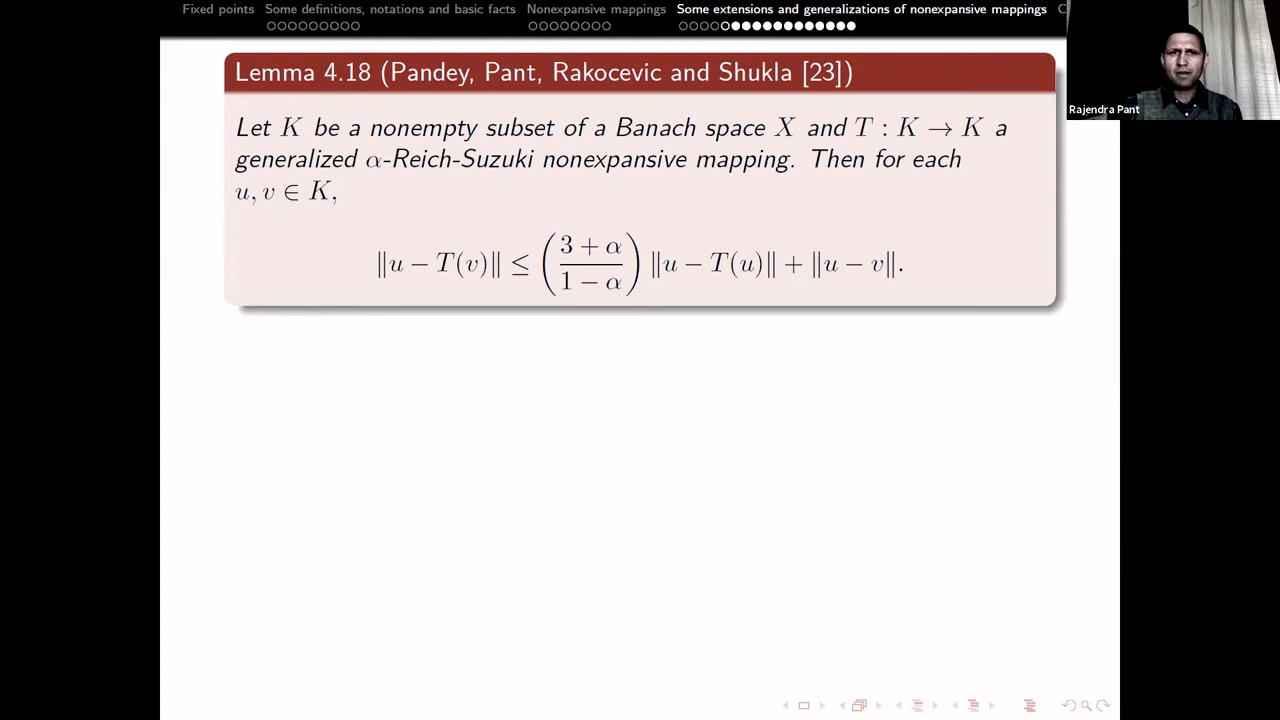 Fixed points Some definitions, notations and basic facts Nonexpansive mappings Some extensions and generalizations of nonexpansive mappings
Lemma 4.18 (Pandey, Pant, Rakocevic and Shukla [23])
Rajendra Pant
Let K be a nonempty subset of a Banach space X and T : K → K a
generalized α-Reich-Suzuki nonexpansive mapping. Then for each
u, v ∈ K,
‖u − T(v)‖ ≤ ((3 + α)/(1 − α)) ‖u − T(u)‖ + ‖u − v‖.